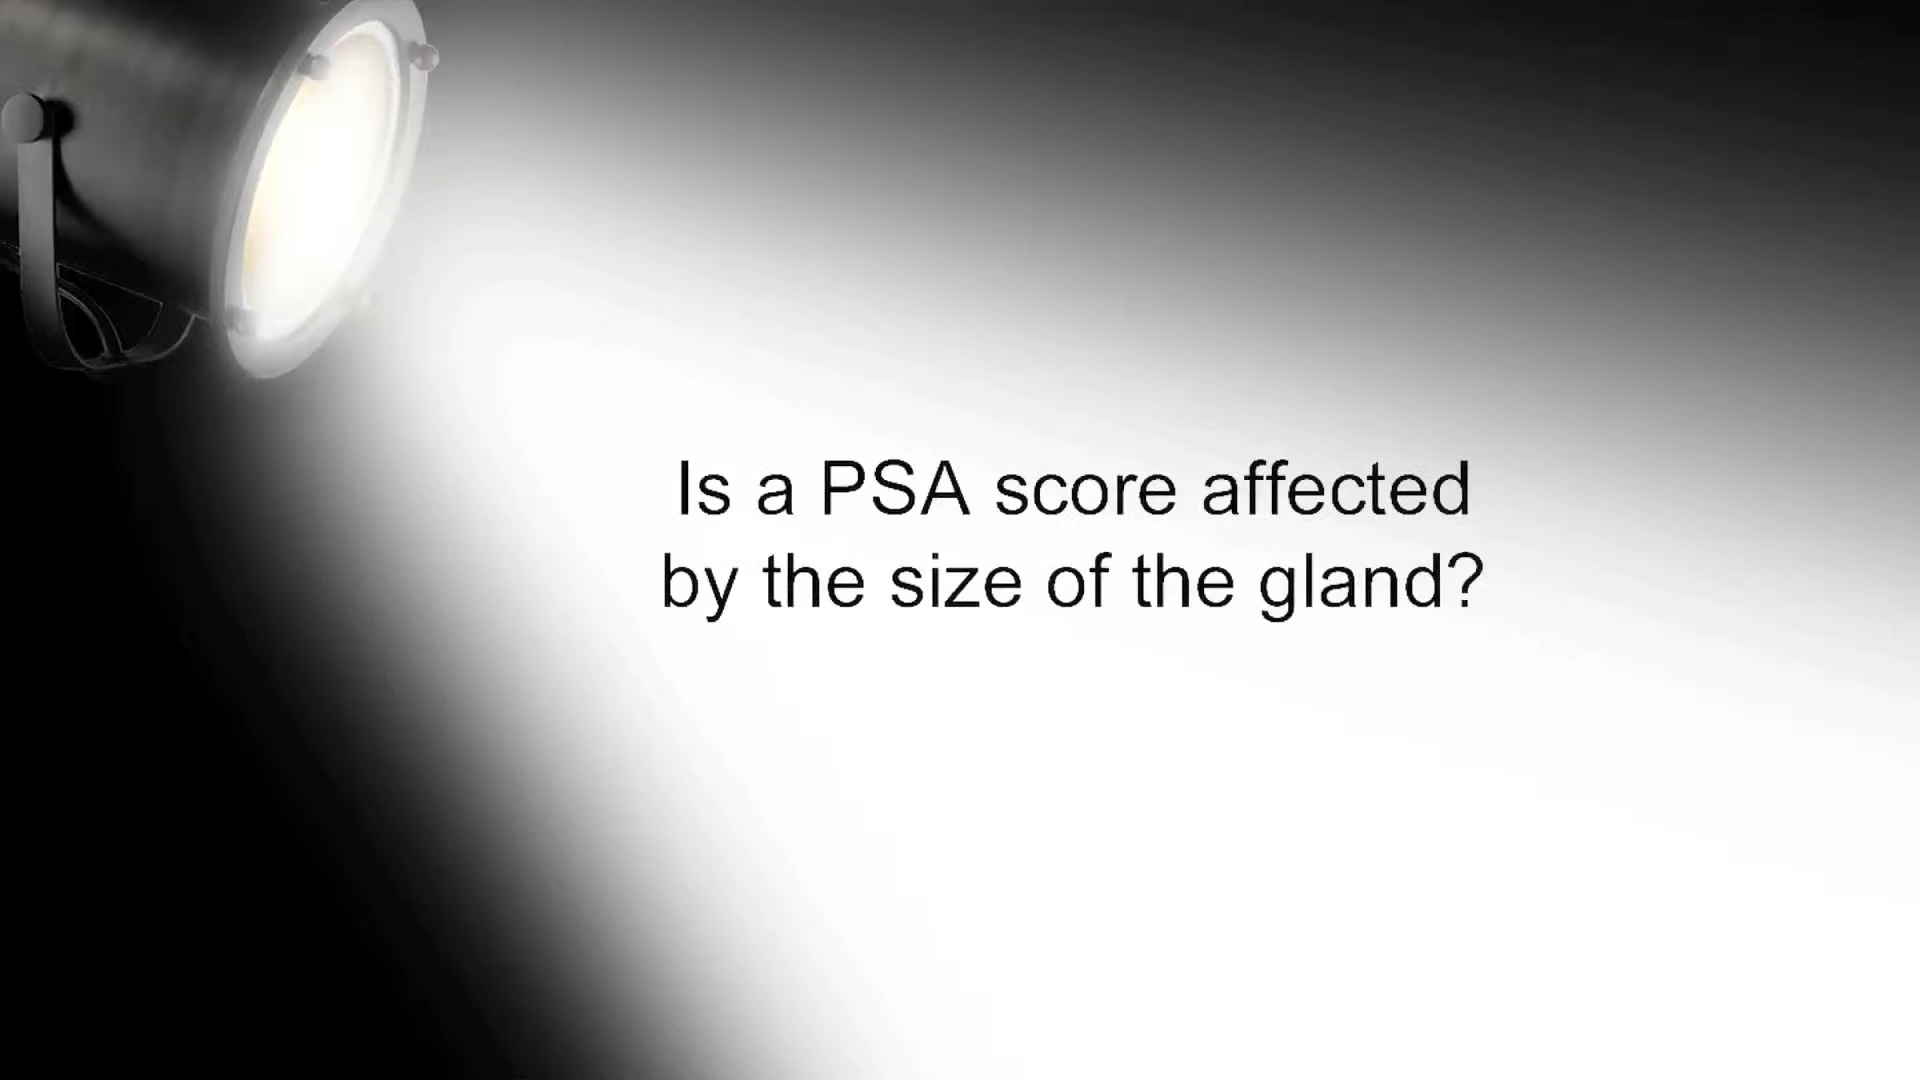 Is a PSA score affected
by the size of the gland?